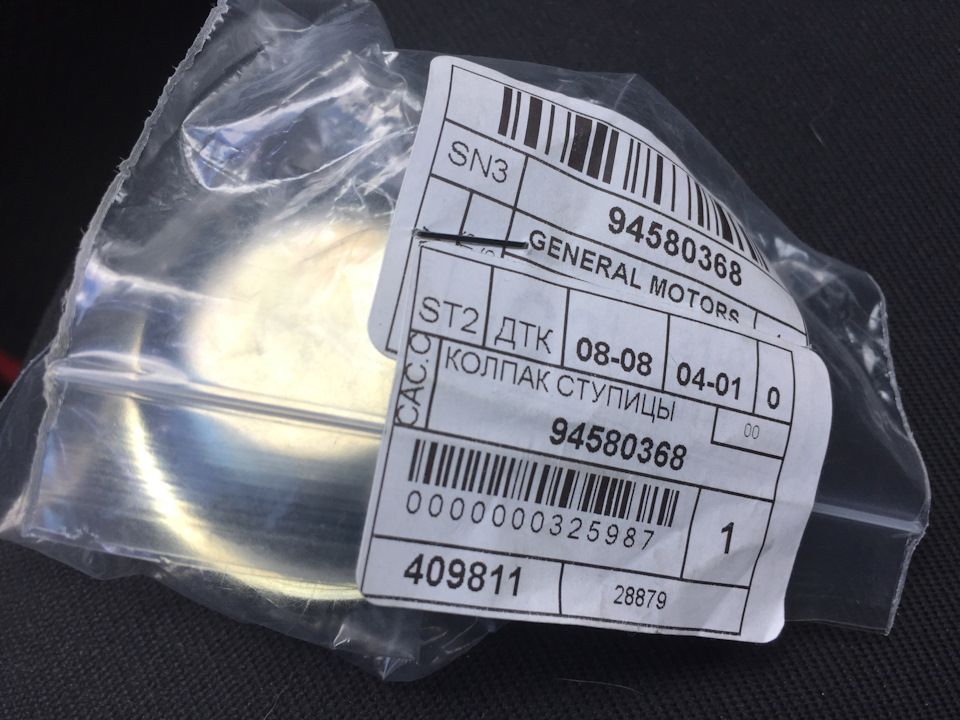 SN3
94580368
GENERAL MOTORS
ST2 ДТК 08-08 04-01 0
САС.С
КОЛПАК СТУПИЦЫ
00
94580368
0000000325987
1
409811
28879